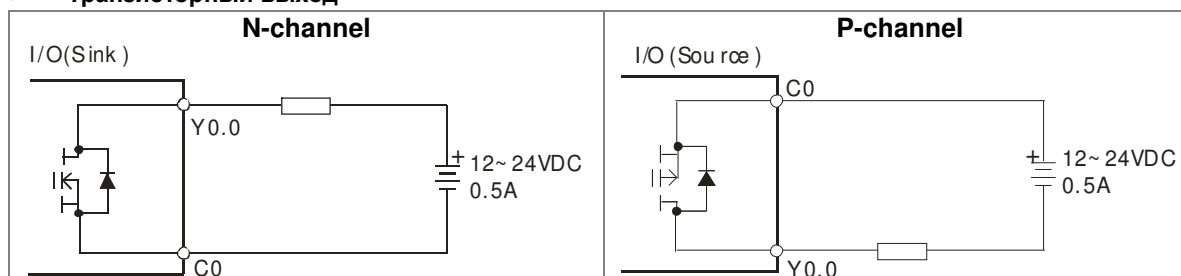 Транзисторный выход
N-channel
I/O(Sink)
Y0.0
+ 12~24VDC
0.5A
C0
P-channel
I/O (Source)
C0
+ 12~24VDC
0.5A
Y0.0